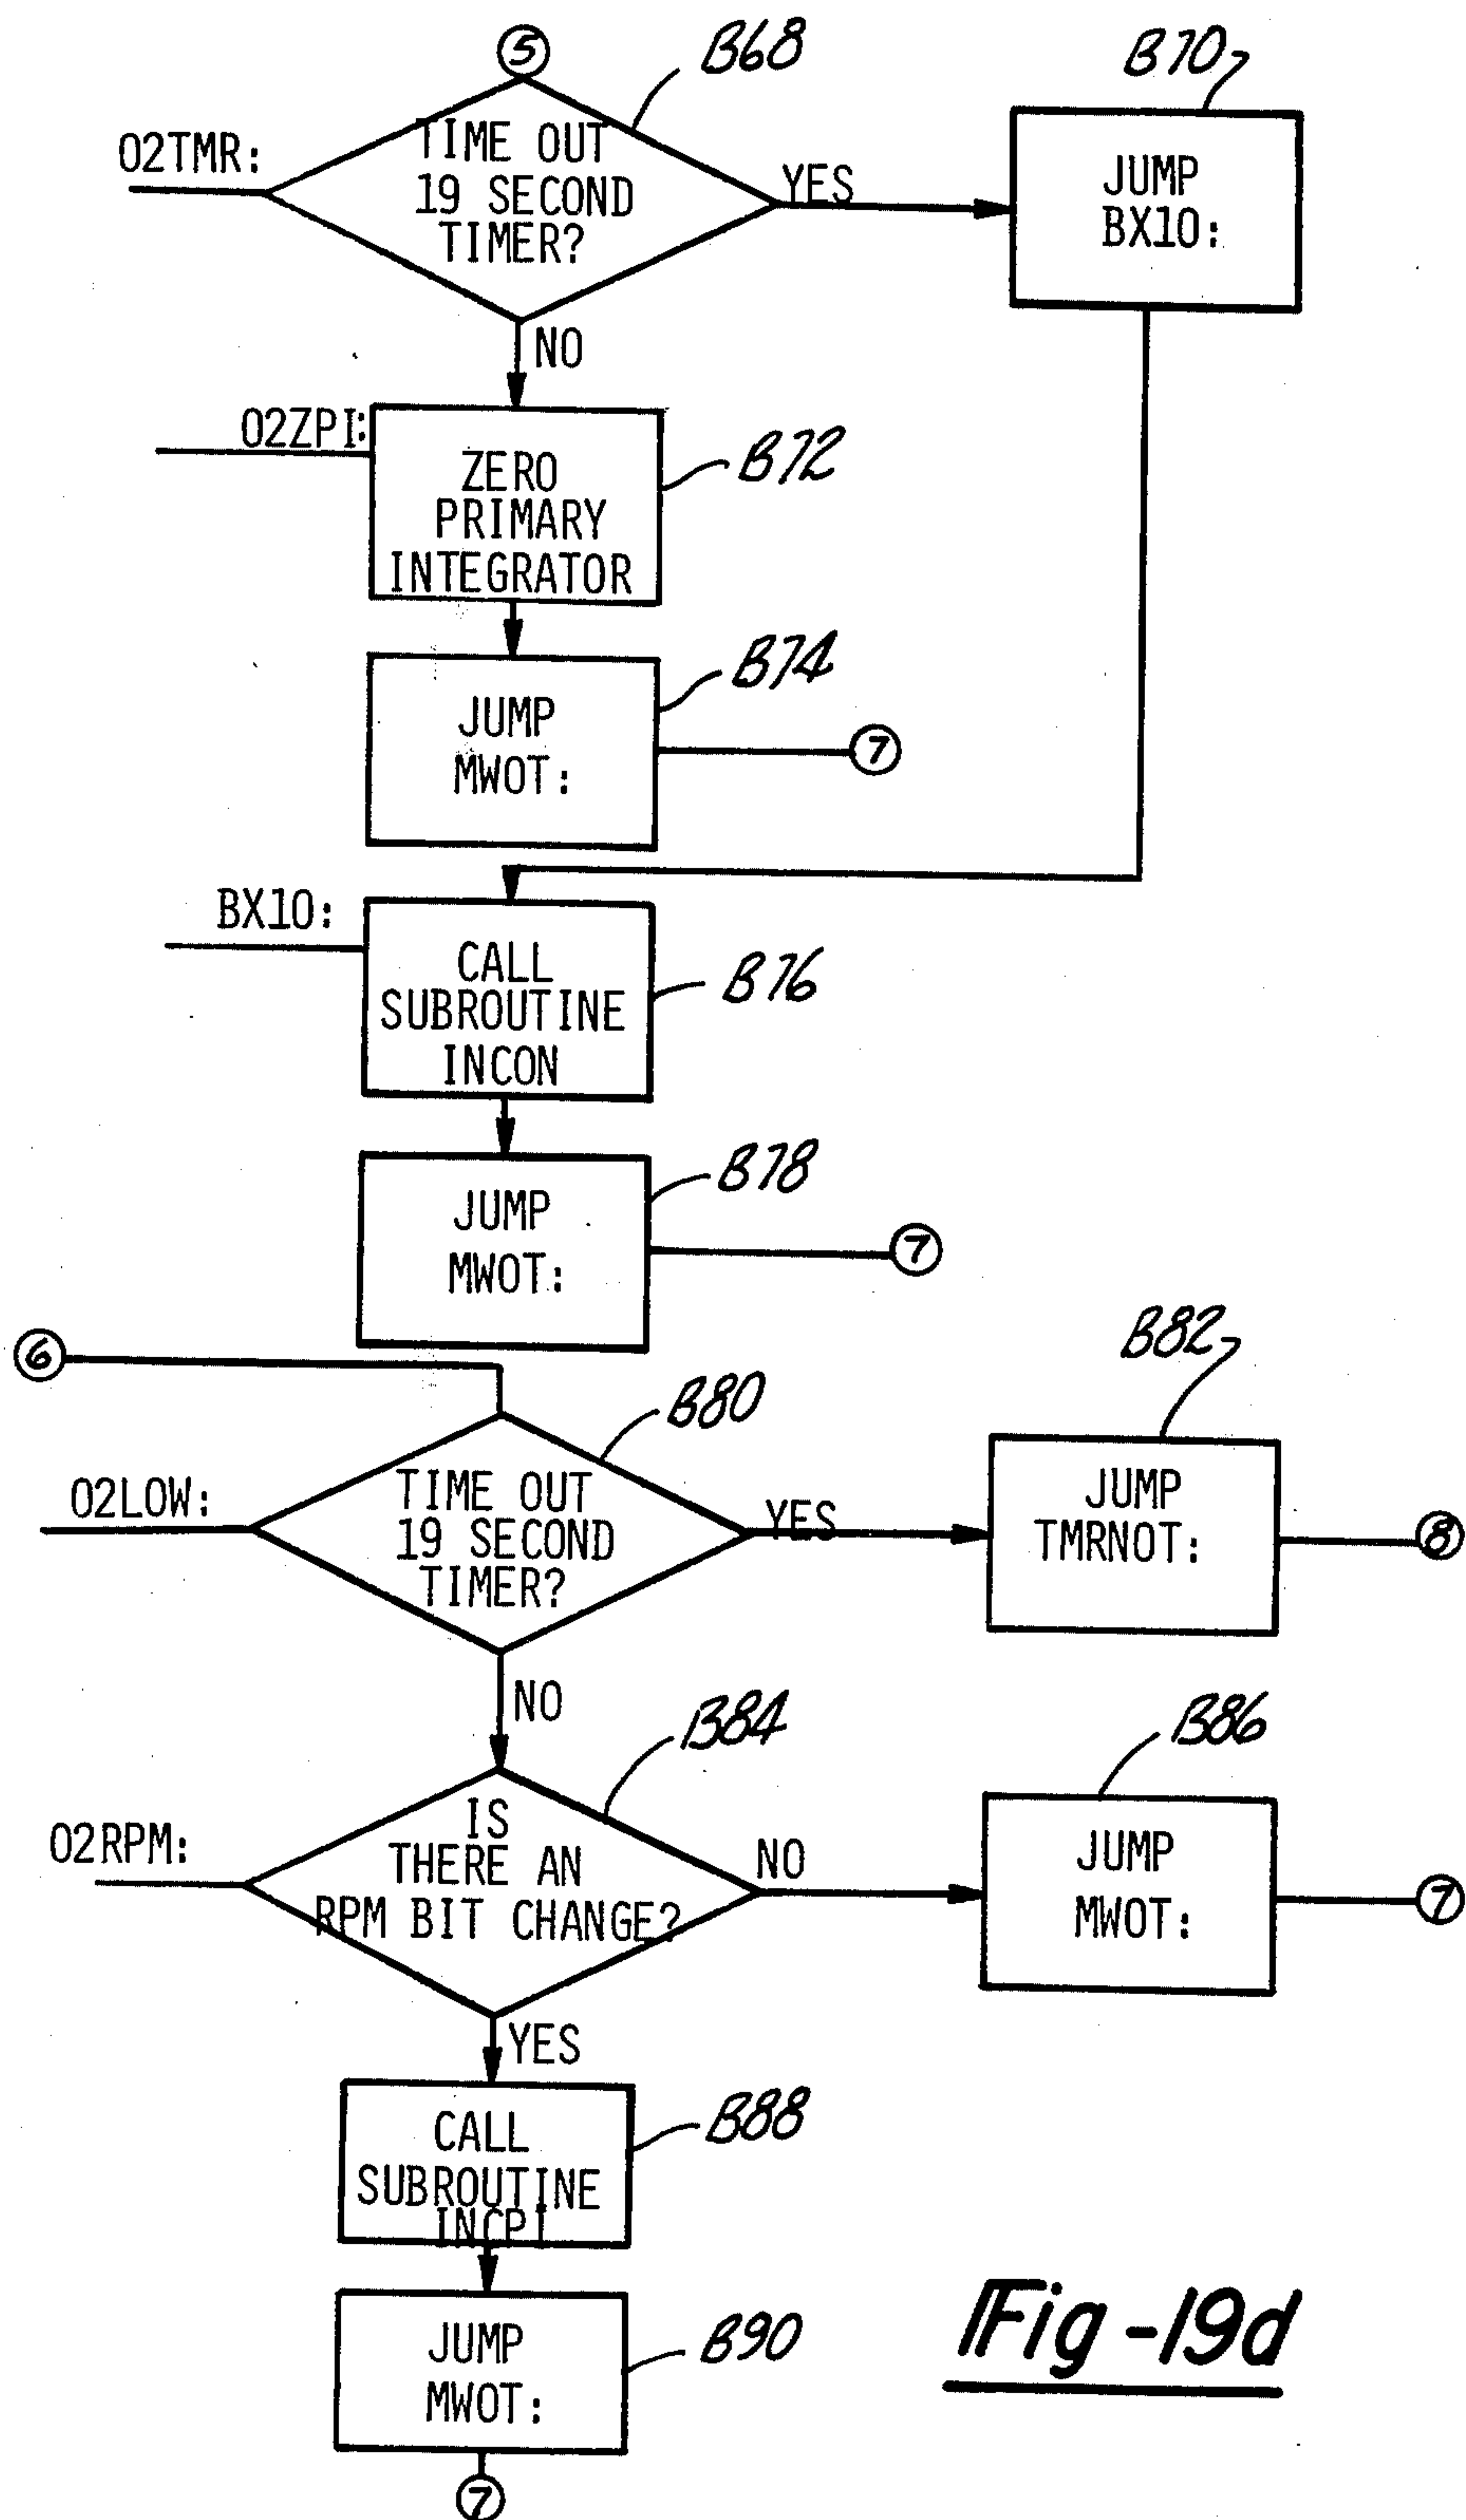 5
B68
B70
O2TMR:
TIME OUT
19 SECOND
TIMER?
YES
JUMP
BX10:
NO
O2ZPI:
ZERO
PRIMARY
INTEGRATOR
B72
JUMP
MWOT:
B74
7
BX10:
CALL
SUBROUTINE
INCON
B76
JUMP
MWOT:
B78
7
6
B80
B82
O2LOW:
TIME OUT
19 SECOND
TIMER?
YES
JUMP
TMRNOT:
8
NO
B84
B86
O2RPM:
IS
THERE AN
RPM BIT CHANGE?
NO
JUMP
MWOT:
7
YES
CALL
SUBROUTINE
INCPI
B88
JUMP
MWOT:
B90
7
Fig-19d